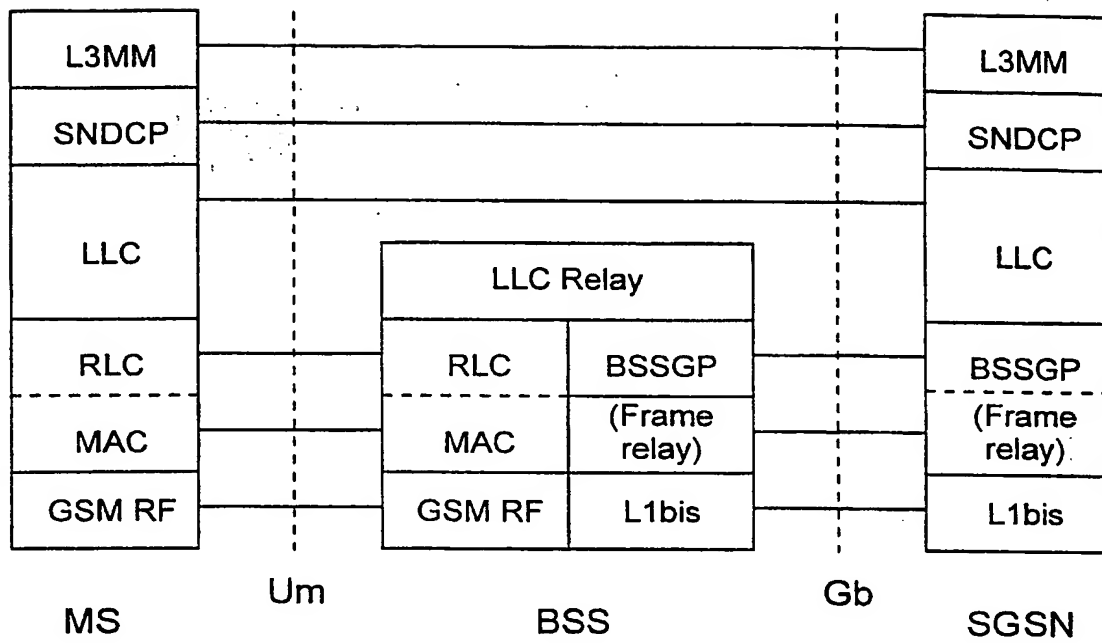 L3MM
SNDCP
LLC
RLC
MAC
GSM RF
MS
Um
LLC Relay
RLC
BSSGP
MAC
(Frame
relay)
GSM RF
L1bis
BSS
Gb
L3MM
SNDCP
LLC
BSSGP
(Frame
relay)
L1bis
SGSN